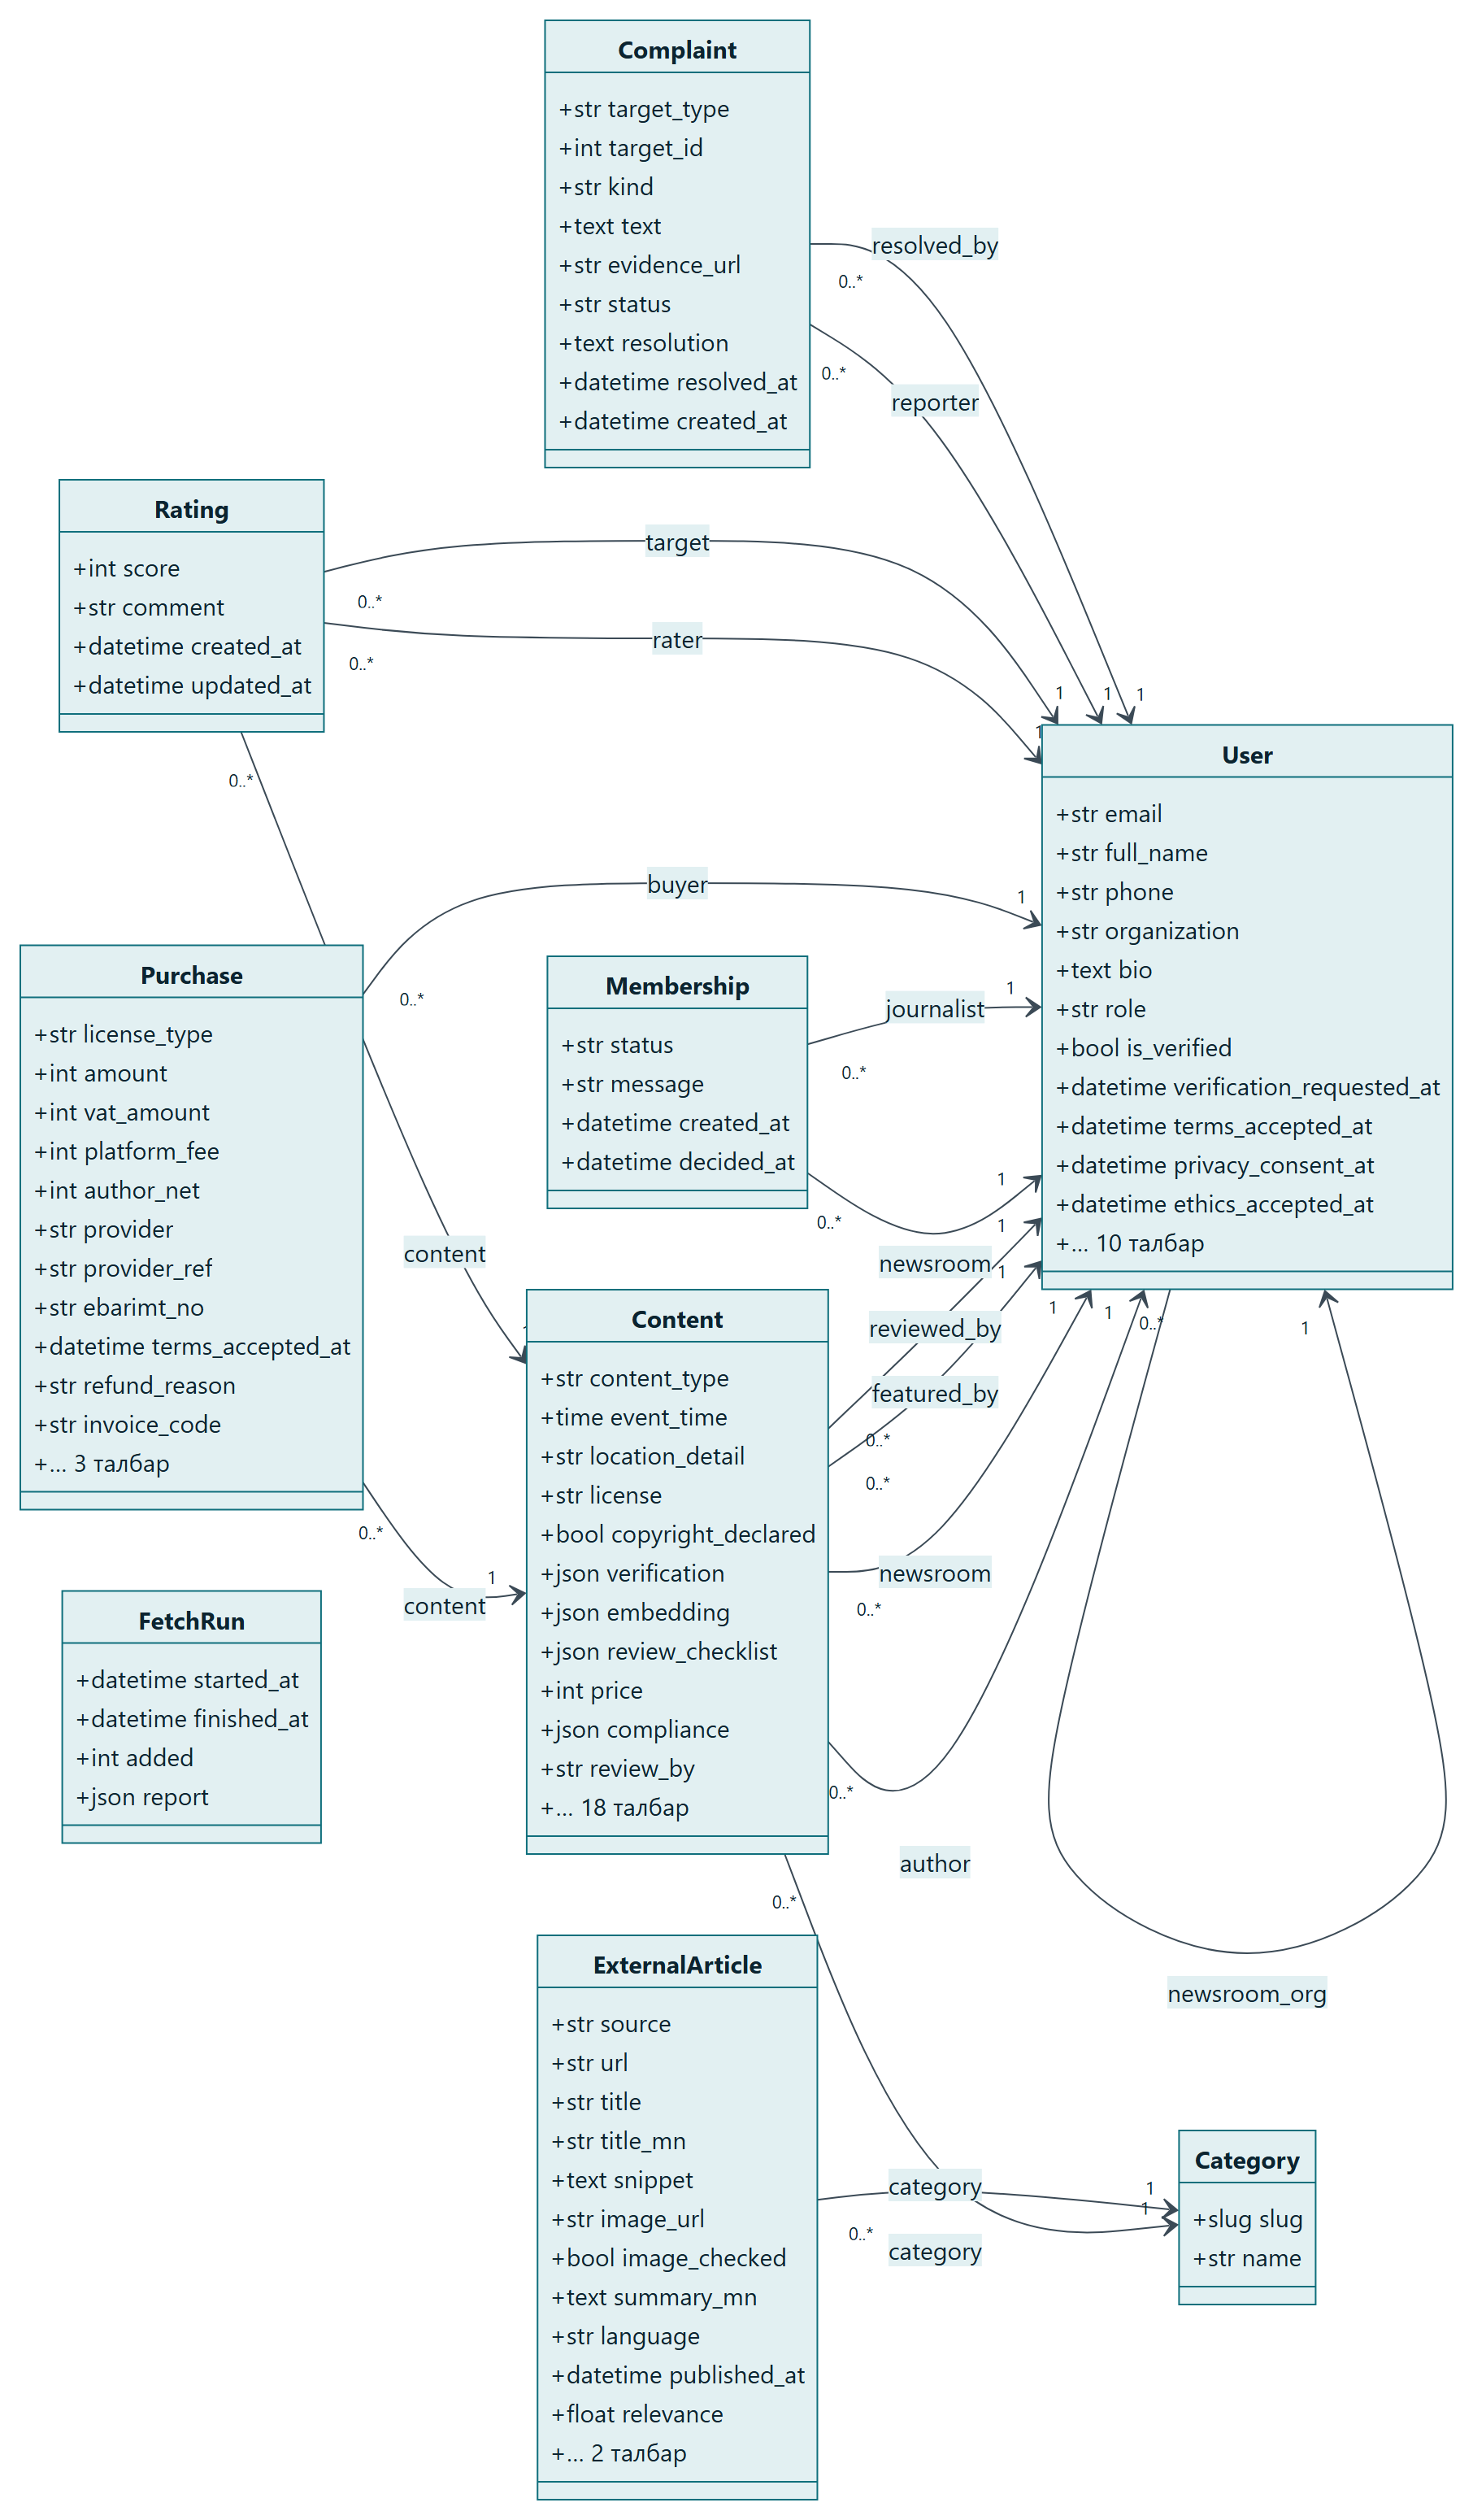 Complaint
+str target_type
+int target_id
+str kind
+text text
+str evidence_url
+str status
+text resolution
+datetime resolved_at
+datetime created_at
resolved_by
0..*
reporter
0..*
Rating
+int score
+str comment
+datetime created_at
+datetime updated_at
target
0..*
rater
0..*
0..*
1
1
1
1
User
+str email
+str full_name
+str phone
+str organization
+text bio
+str role
+bool is_verified
+datetime verification_requested_at
+datetime terms_accepted_at
+datetime privacy_consent_at
+datetime ethics_accepted_at
+... 10 талбар
buyer
0..*
1
Purchase
+str license_type
+int amount
+int vat_amount
+int platform_fee
+int author_net
+str provider
+str provider_ref
+str ebarimt_no
+datetime terms_accepted_at
+str refund_reason
+str invoice_code
+... 3 талбар
Membership
+str status
+str message
+datetime created_at
+datetime decided_at
journalist
0..*
1
0..*
1
newsroom
1
reviewed_by
1
featured_by
0..*
0..*
content
Content
+str content_type
+time event_time
+str location_detail
+str license
+bool copyright_declared
+json verification
+json embedding
+json review_checklist
+int price
+json compliance
+str review_by
+... 18 талбар
1
1
0..*
1
newsroom
0..*
0..*
1
content
0..*
author
newsroom_org
FetchRun
+datetime started_at
+datetime finished_at
+int added
+json report
0..*
ExternalArticle
+str source
+str url
+str title
+str title_mn
+text snippet
+str image_url
+bool image_checked
+text summary_mn
+str language
+datetime published_at
+float relevance
+... 2 талбар
category
0..*
category
1
1
Category
+slug slug
+str name